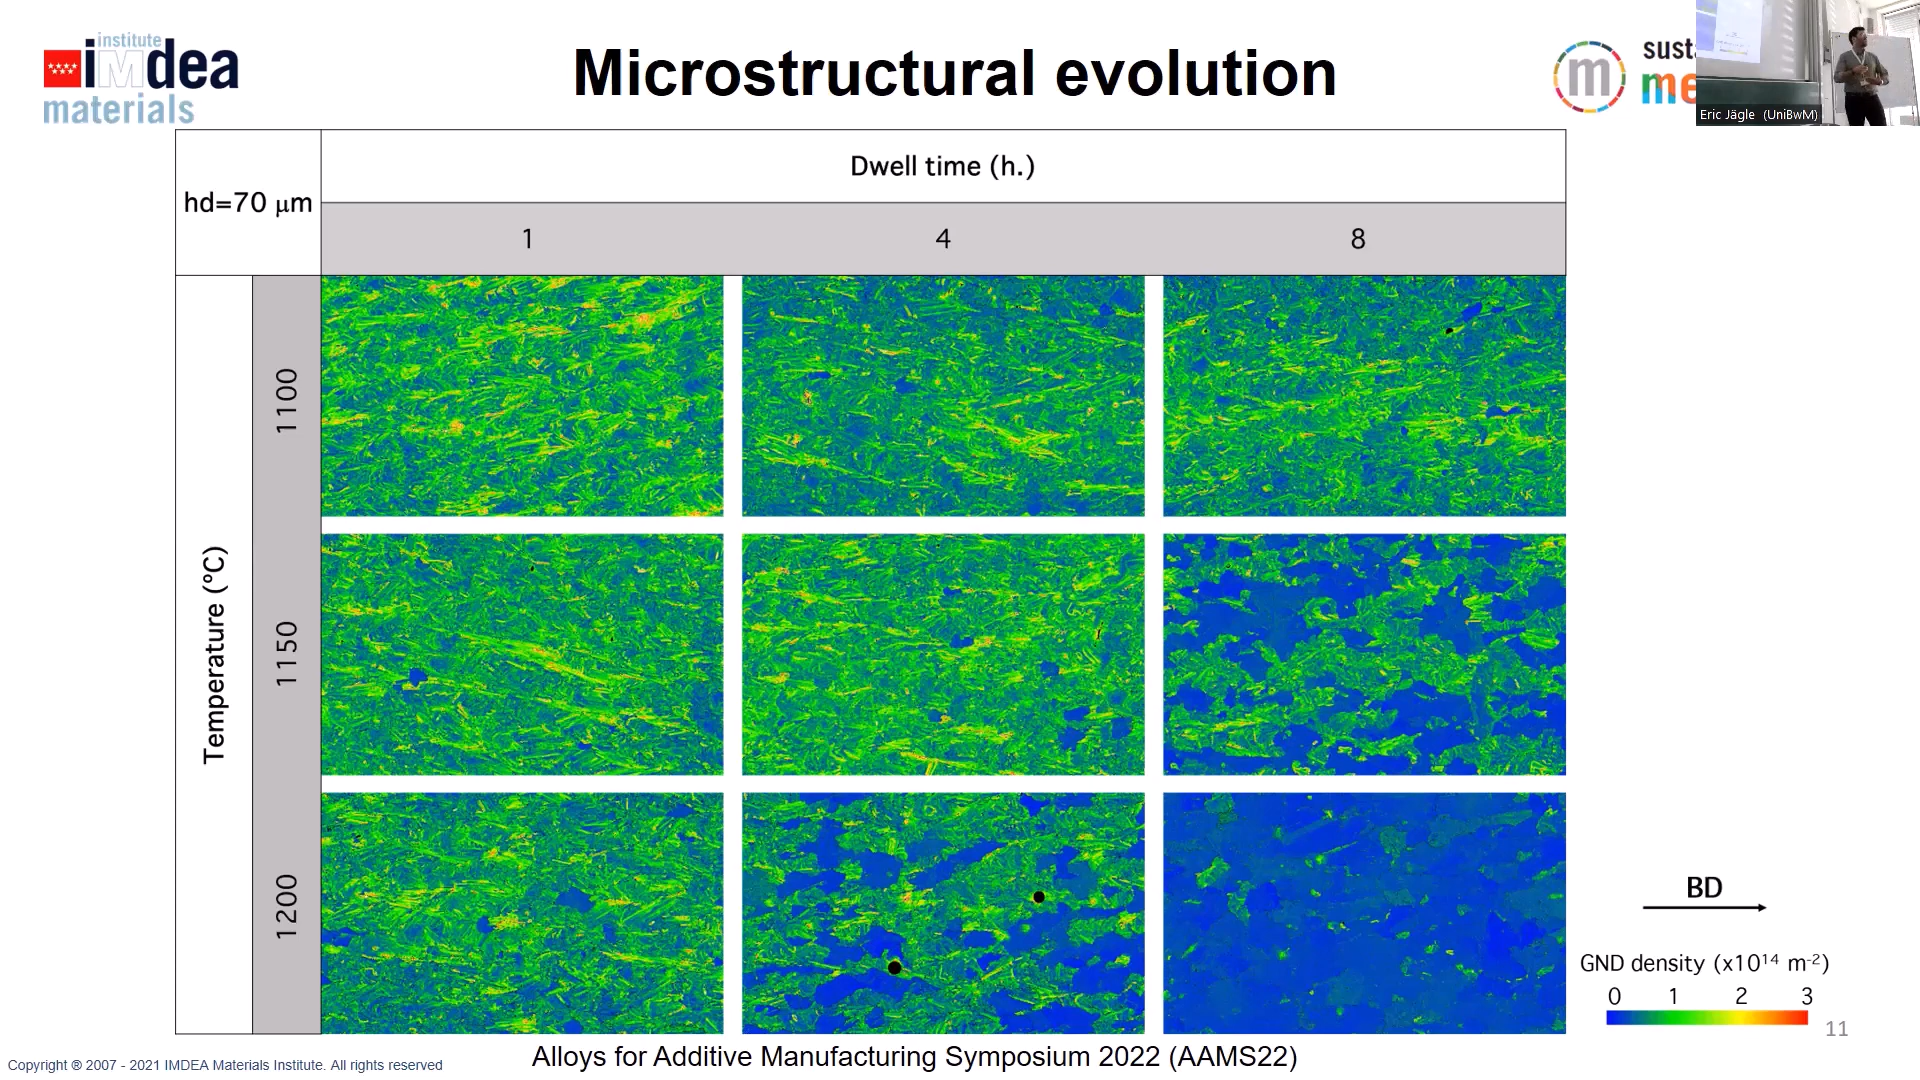 institute
iMdea
materials
Microstructural evolution
m
Eric Jägle (UniBwM)
hd=70 μm
Dwell time (h.)
1 4 8
Temperature (°C)
1100
1150
1200
BD
GND density (x10¹⁴ m⁻²)
0 1 2 3
11
Copyright ® 2007 - 2021 IMDEA Materials Institute. All rights reserved
Alloys for Additive Manufacturing Symposium 2022 (AAMS22)